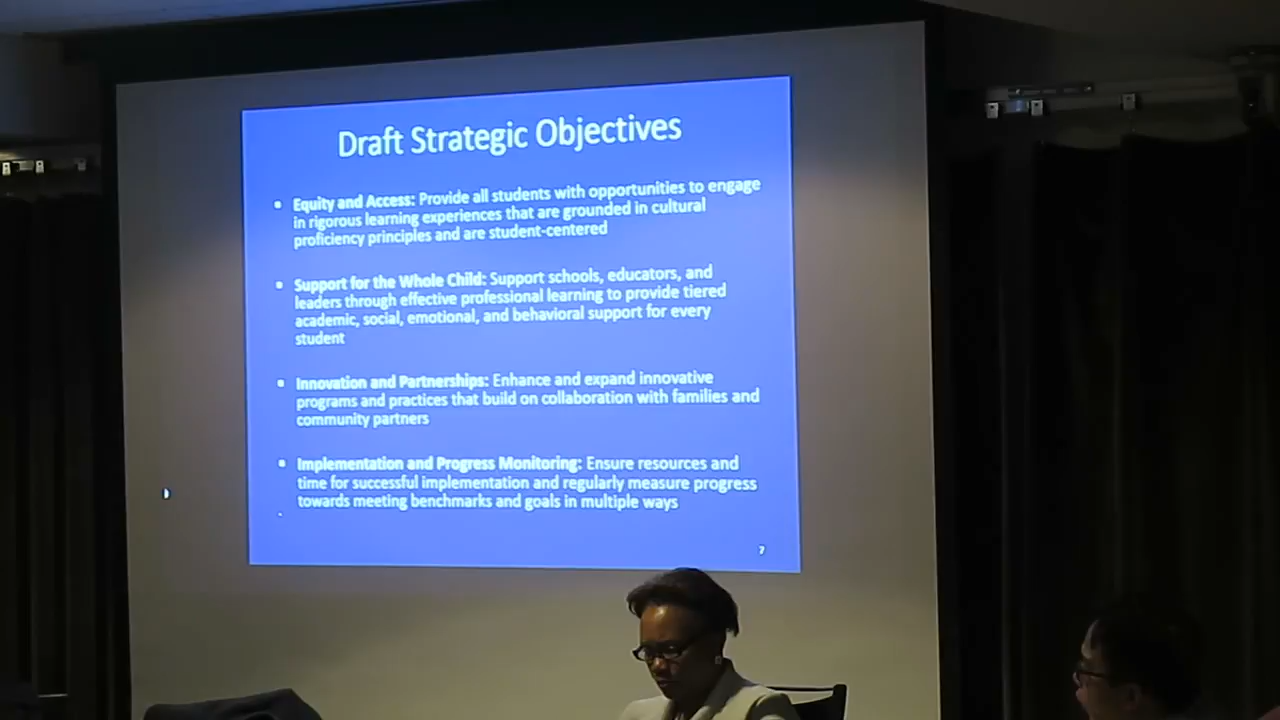 Draft Strategic Objectives
▪ Equity and Access: Provide all students with opportunities to engage
in rigorous learning experiences that are grounded in cultural
proficiency principles and are student-centered
▪ Support for the Whole Child: Support schools, educators, and
leaders through effective professional learning to provide tiered
academic, social, emotional, and behavioral support for every
student
▪ Innovation and Partnerships: Enhance and expand innovative
programs and practices that build on collaboration with families and
community partners
▪ Implementation and Progress Monitoring: Ensure resources and
time for successful implementation and regularly measure progress
towards meeting benchmarks and goals in multiple ways
7